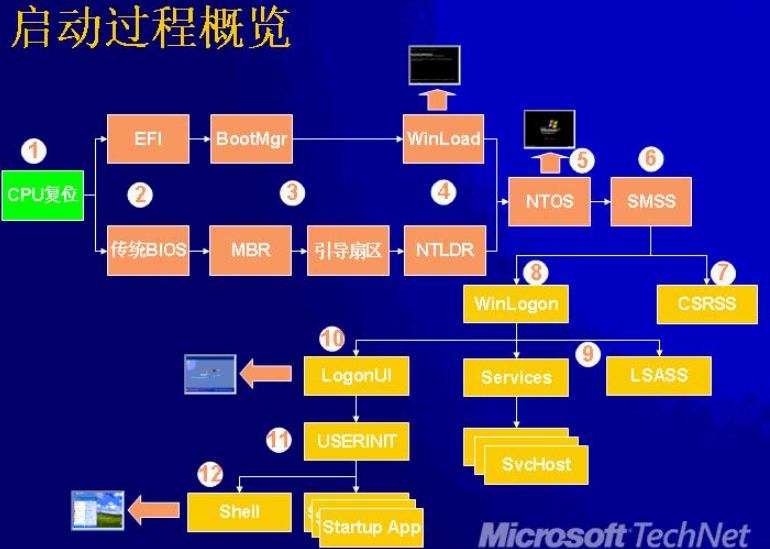 启动过程概览
EFI
BootMgr
WinLoad
1
5
6
CPU复位
2
3
4
NTOS
SMSS
传统BIOS
MBR
引导扇区
NTLDR
8
7
WinLogon
CSRSS
10
9
LogonUI
Services
LSASS
11
USERINIT
SvcHost
12
Shell
S
S
Startup App
Microsoft TechNet